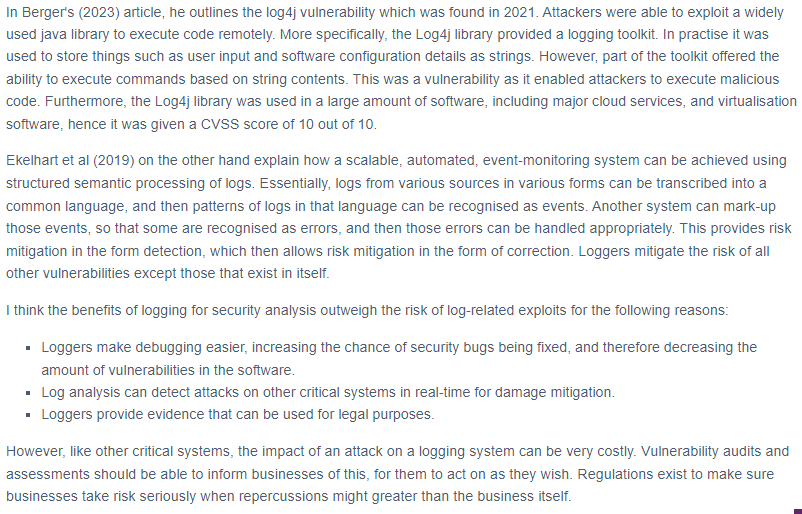 In Berger's (2023) article, he outlines the log4j vulnerability which was found in 2021. Attackers were able to exploit a widely
used java library to execute code remotely. More specifically, the Log4j library provided a logging toolkit. In practise it was
used to store things such as user input and software configuration details as strings. However, part of the toolkit offered the
ability to execute commands based on string contents. This was a vulnerability as it enabled attackers to execute malicious
code. Furthermore, the Log4j library was used in a large amount of software, including major cloud services, and virtualisation
software, hence it was given a CVSS score of 10 out of 10.
Ekelhart et al (2019) on the other hand explain how a scalable, automated, event-monitoring system can be achieved using
structured semantic processing of logs. Essentially, logs from various sources in various forms can be transcribed into a
common language, and then patterns of logs in that language can be recognised as events. Another system can mark-up
those events, so that some are recognised as errors, and then those errors can be handled appropriately. This provides risk
mitigation in the form detection, which then allows risk mitigation in the form of correction. Loggers mitigate the risk of all
other vulnerabilities except those that exist in itself.
I think the benefits of logging for security analysis outweigh the risk of log-related exploits for the following reasons:
▪ Loggers make debugging easier, increasing the chance of security bugs being fixed, and therefore decreasing the
amount of vulnerabilities in the software.
▪ Log analysis can detect attacks on other critical systems in real-time for damage mitigation.
▪ Loggers provide evidence that can be used for legal purposes.
However, like other critical systems, the impact of an attack on a logging system can be very costly. Vulnerability audits and
assessments should be able to inform businesses of this, for them to act on as they wish. Regulations exist to make sure
businesses take risk seriously when repercussions might greater than the business itself.